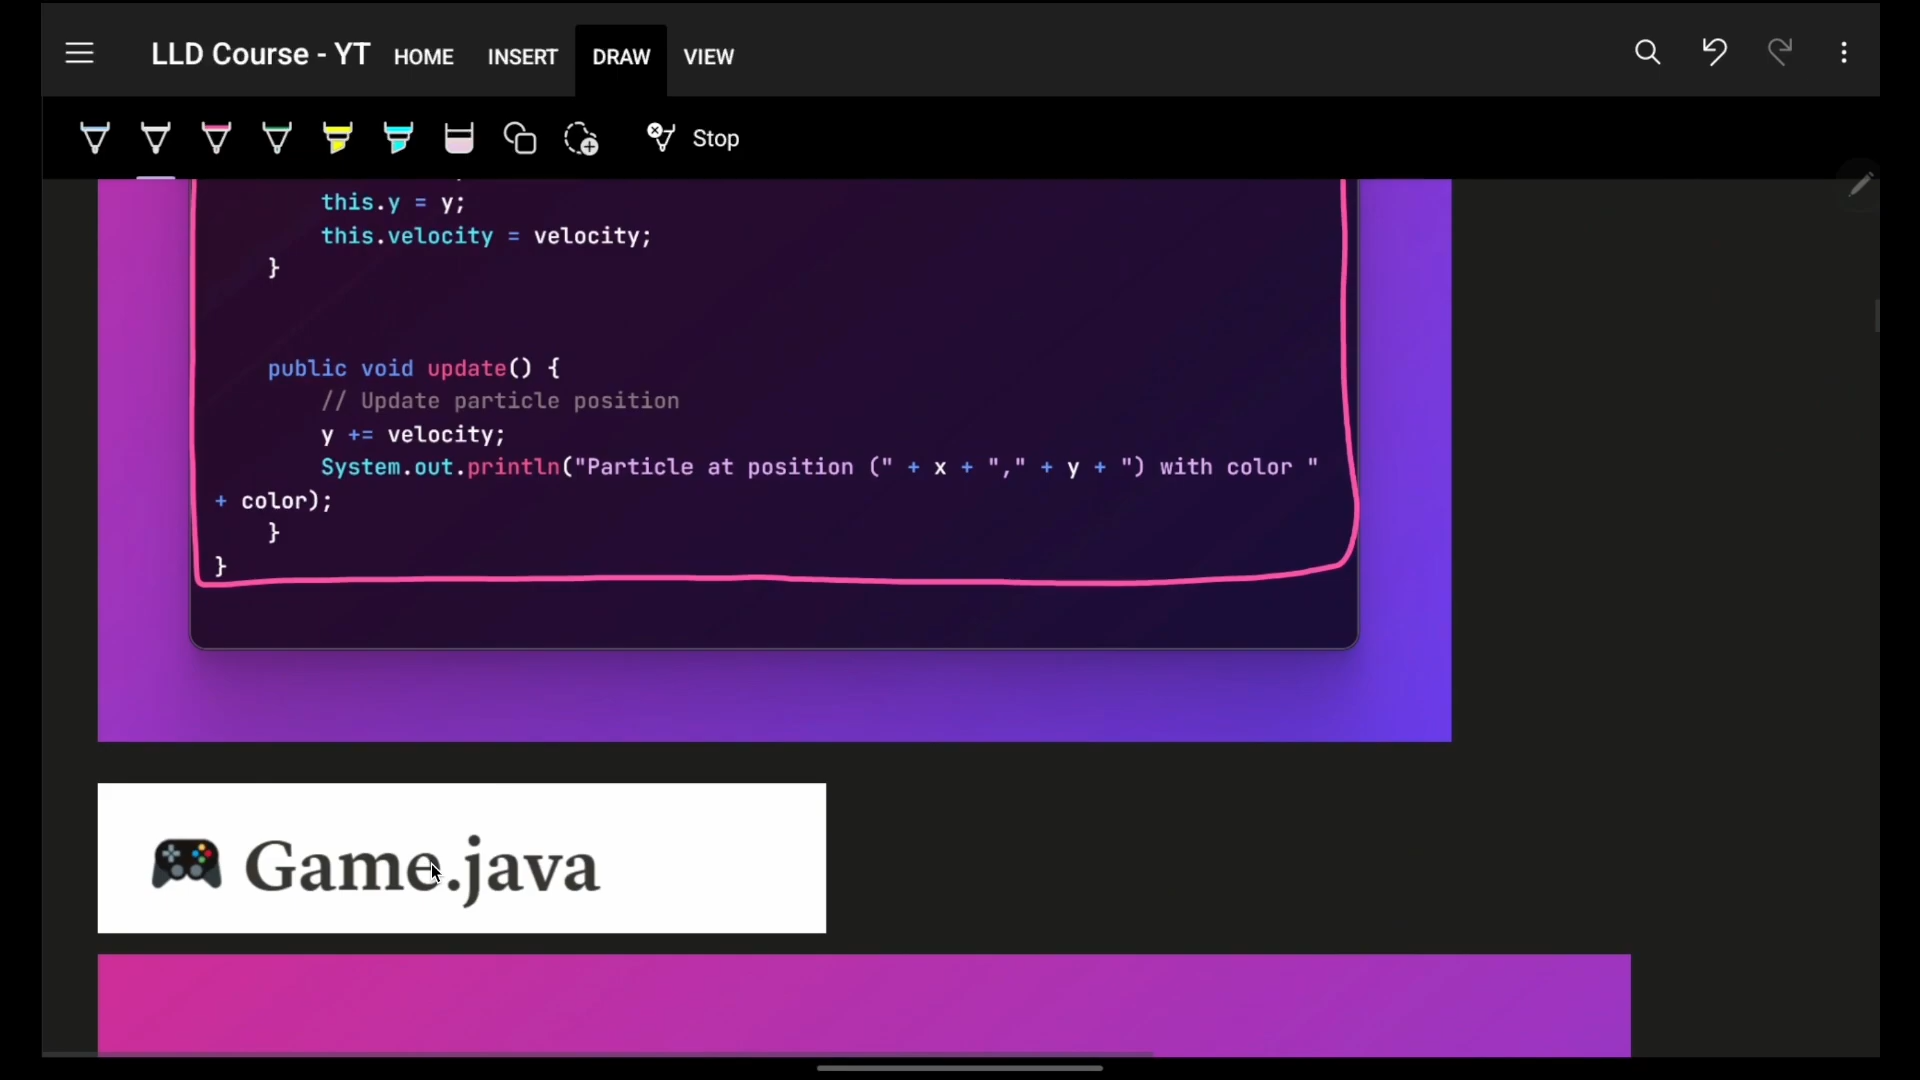 LLD Course - YT HOME INSERT DRAW VIEW
Stop
this.y = y;
this.velocity = velocity;
}
public void update() {
// Update particle position
y += velocity;
System.out.println("Particle at position (" + x + "," + y + ") with color "
+ color);
}
}
Game.java